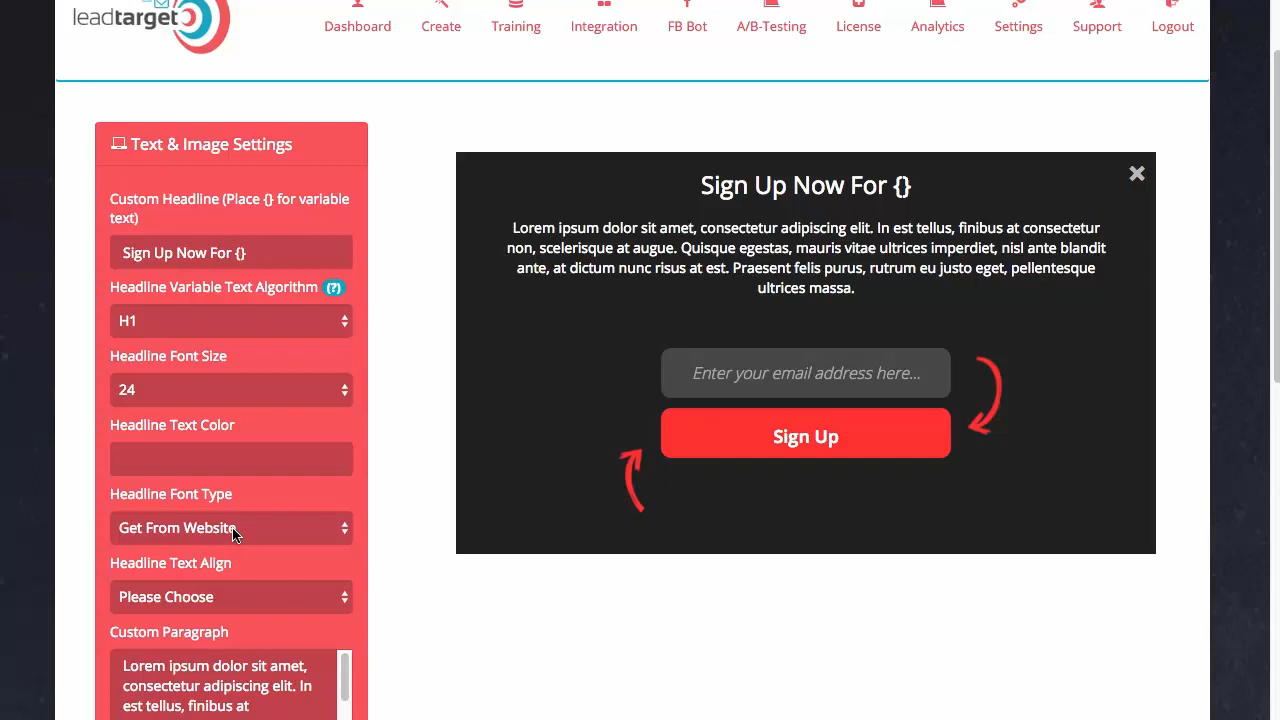 leadtarget
Dashboard
Create
Training
Integration
FB Bot
A/B-Testing
License
Analytics
Settings
Support
Logout
Text & Image Settings
Custom Headline (Place {} for variable
text)
Sign Up Now For {}
Headline Variable Text Algorithm (?)
H1
Headline Font Size
24
Headline Text Color
Headline Font Type
Get From Website
Headline Text Align
Please Choose
Custom Paragraph
Lorem ipsum dolor sit amet,
consectetur adipiscing elit. In
est tellus, finibus at
Sign Up Now For {}
Lorem ipsum dolor sit amet, consectetur adipiscing elit. In est tellus, finibus at consectetur
non, scelerisque at augue. Quisque egestas, mauris vitae ultrices imperdiet, nisl ante blandit
ante, at dictum nunc risus at est. Praesent felis purus, rutrum eu justo eget, pellentesque
ultrices massa.
Enter your email address here...
Sign Up